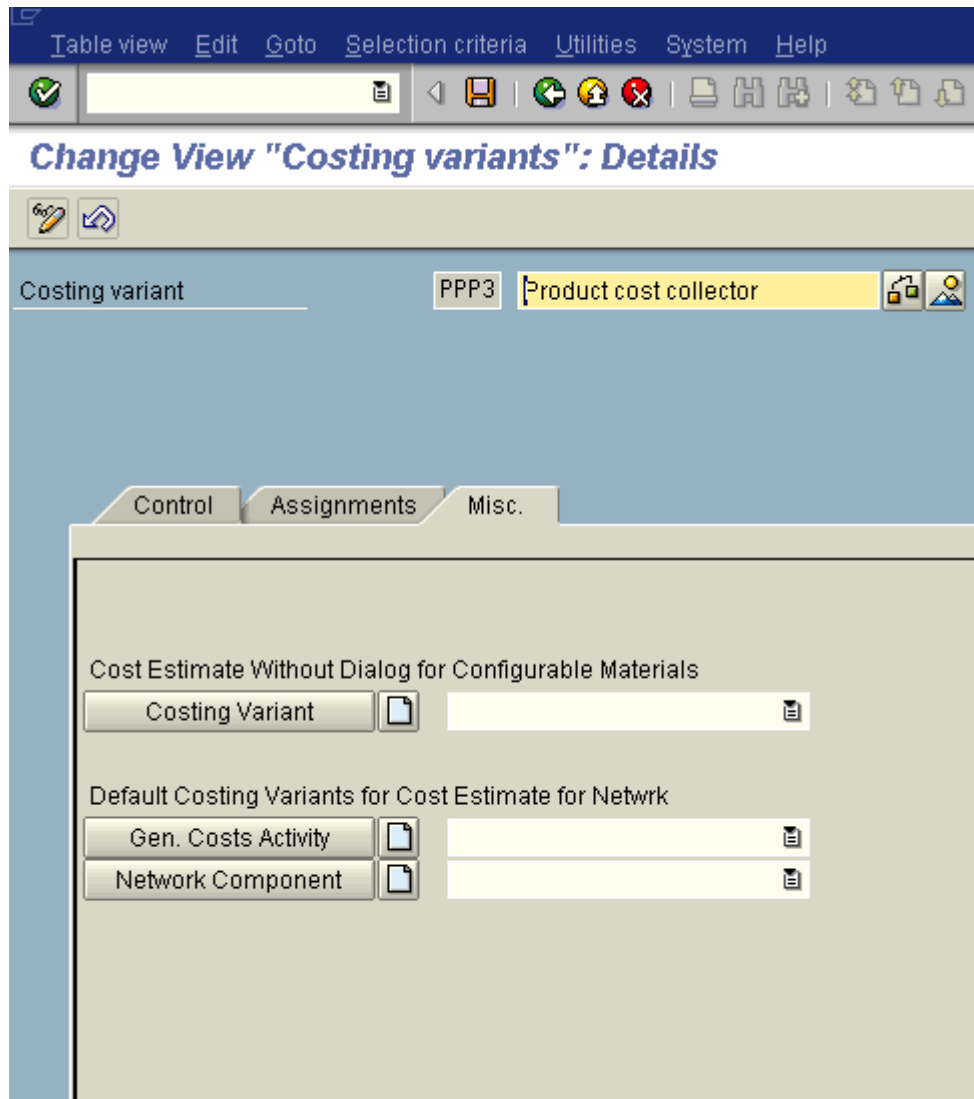 Table view Edit Goto Selection criteria Utilities System Help
Change View "Costing variants": Details
Costing variant PPP3 Product cost collector
Control Assignments Misc.
Cost Estimate Without Dialog for Configurable Materials
Costing Variant
Default Costing Variants for Cost Estimate for Netwrk
Gen. Costs Activity
Network Component